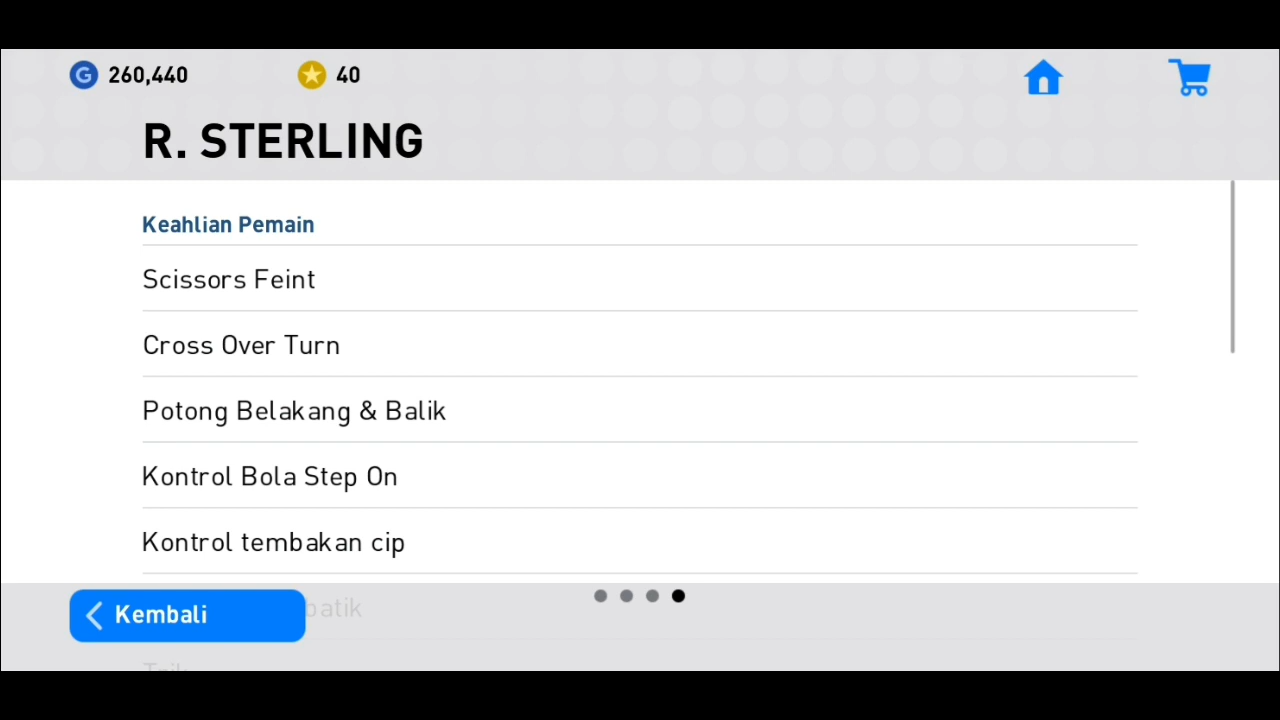 G 260,440 40
R. STERLING
Keahlian Pemain
Scissors Feint
Cross Over Turn
Potong Belakang & Balik
Kontrol Bola Step On
Kontrol tembakan cip
Kembali